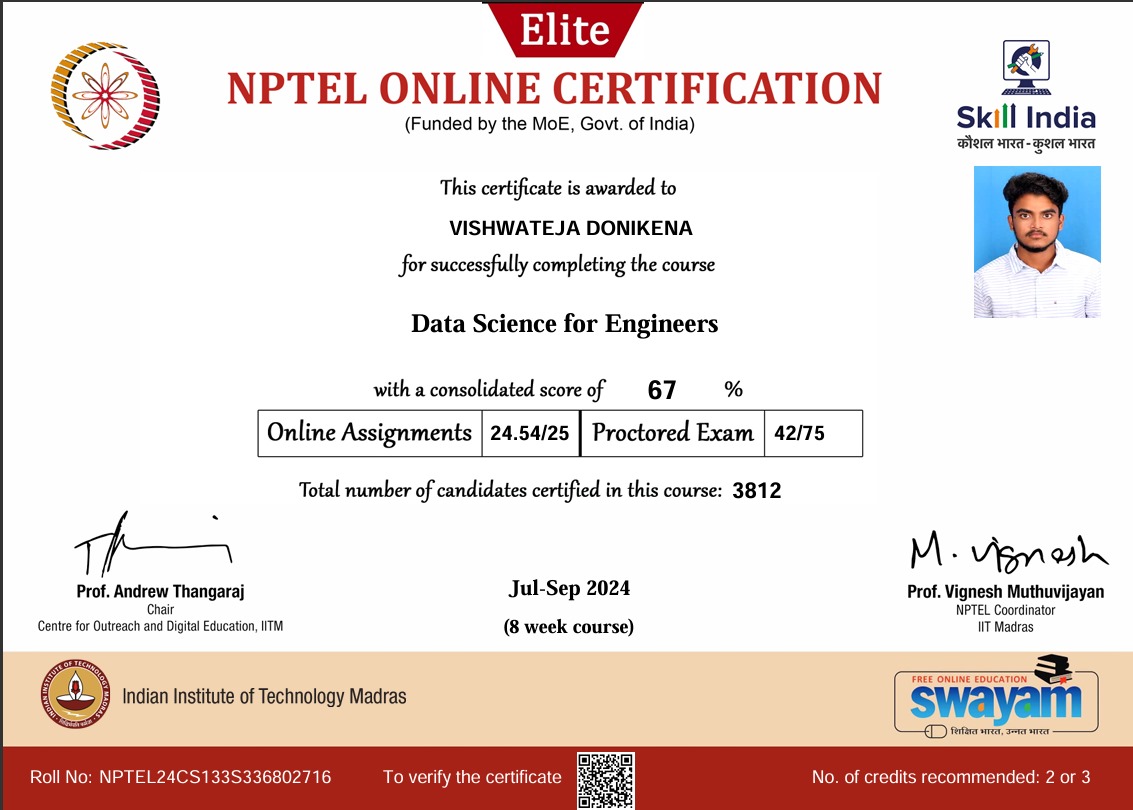 Elite
NPTEL ONLINE CERTIFICATION
(Funded by the MoE, Govt. of India)
Skill India
कौशल भारत - कुशल भारत
This certificate is awarded to
VISHWATEJA DONIKENA
for successfully completing the course
Data Science for Engineers
with a consolidated score of 67 %
Online Assignments 24.54/25 Proctored Exam 42/75
Total number of candidates certified in this course: 3812
M. Vignesh
Prof. Andrew Thangaraj
Chair
Centre for Outreach and Digital Education, IITM
Jul-Sep 2024
(8 week course)
Prof. Vignesh Muthuvijayan
NPTEL Coordinator
IIT Madras
INDIAN INSTITUTE OF TECHNOLOGY MADRAS
Indian Institute of Technology Madras
FREE ONLINE EDUCATION
swayam
शिक्षित भारत, उन्नत भारत
Roll No: NPTEL24CS133S336802716
To verify the certificate
No. of credits recommended: 2 or 3